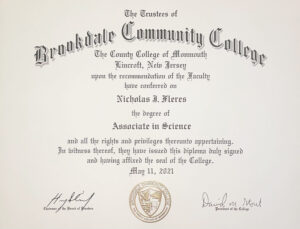 The Trustees of
Brookdale Community College
The County College of Monmouth
Lincroft, New Jersey
upon the recommendation of the Faculty
have conferred on
Nicholas J. Flores
the degree of
Associate in Science
and all the rights and privileges thereunto appertaining.
In witness thereof, they have issued this diploma duly signed
and having affixed the seal of the College.
May 11, 2021
Chairman of the Board of Trustees
President of the College